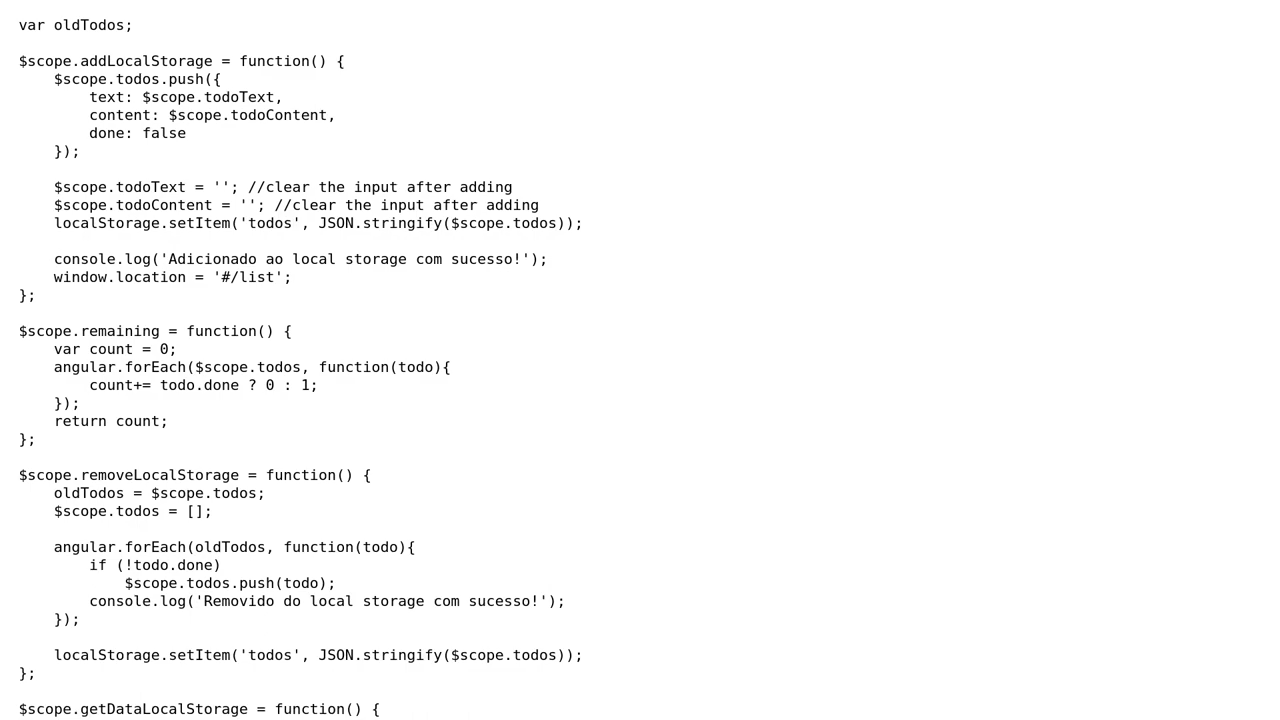 var oldTodos;

$scope.addLocalStorage = function() {
    $scope.todos.push({
        text: $scope.todoText,
        content: $scope.todoContent,
        done: false
    });

    $scope.todoText = ''; //clear the input after adding
    $scope.todoContent = ''; //clear the input after adding
    localStorage.setItem('todos', JSON.stringify($scope.todos));

    console.log('Adicionado ao local storage com sucesso!');
    window.location = '#/list';
};

$scope.remaining = function() {
    var count = 0;
    angular.forEach($scope.todos, function(todo){
        count+= todo.done ? 0 : 1;
    });
    return count;
};

$scope.removeLocalStorage = function() {
    oldTodos = $scope.todos;
    $scope.todos = [];

    angular.forEach(oldTodos, function(todo){
        if (!todo.done)
            $scope.todos.push(todo);
        console.log('Removido do local storage com sucesso!');
    });

    localStorage.setItem('todos', JSON.stringify($scope.todos));
};

$scope.getDataLocalStorage = function() {